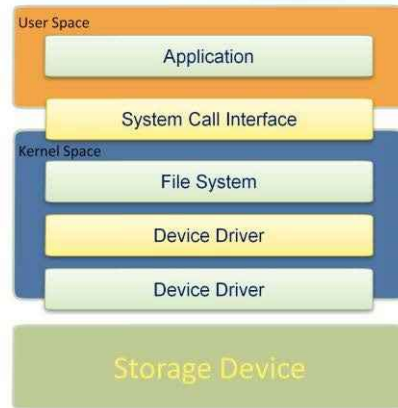 User Space
Application
System Call Interface
Kernel Space
File System
Device Driver
Device Driver
Storage Device